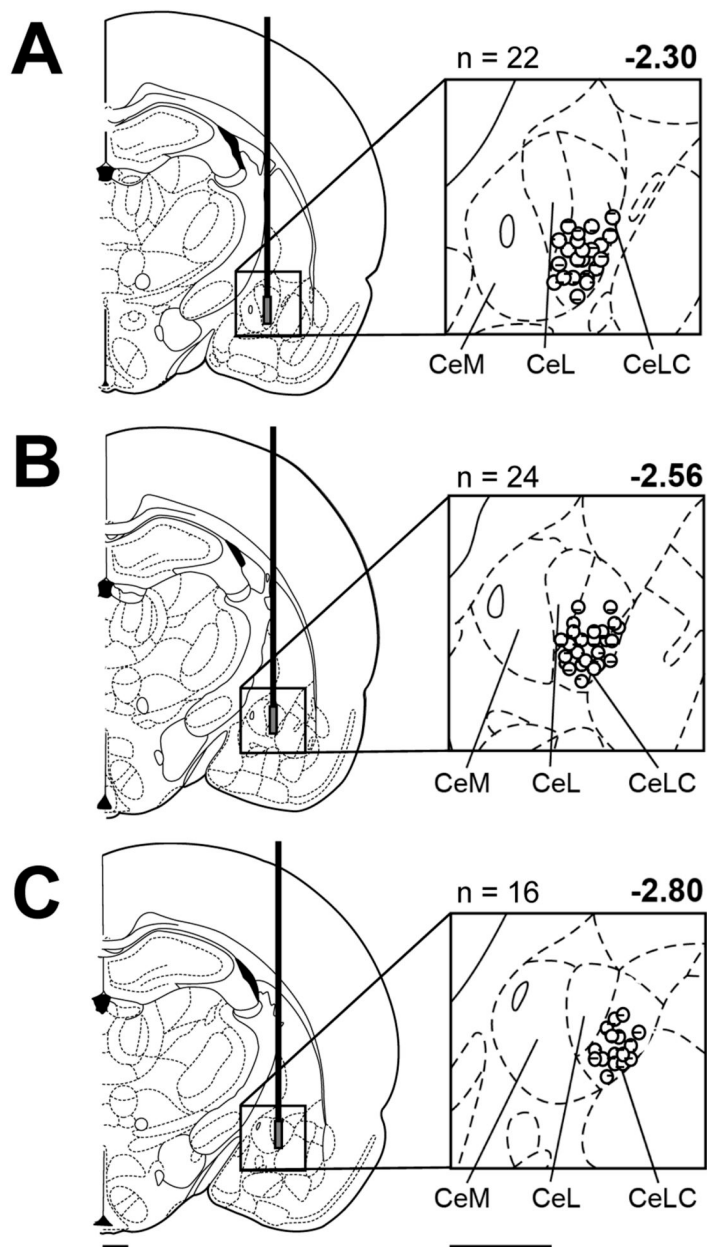 A
n = 22 -2.30
CeM CeL CeLC
B
n = 24 -2.56
CeM CeL CeLC
C
n = 16 -2.80
CeM CeL CeLC